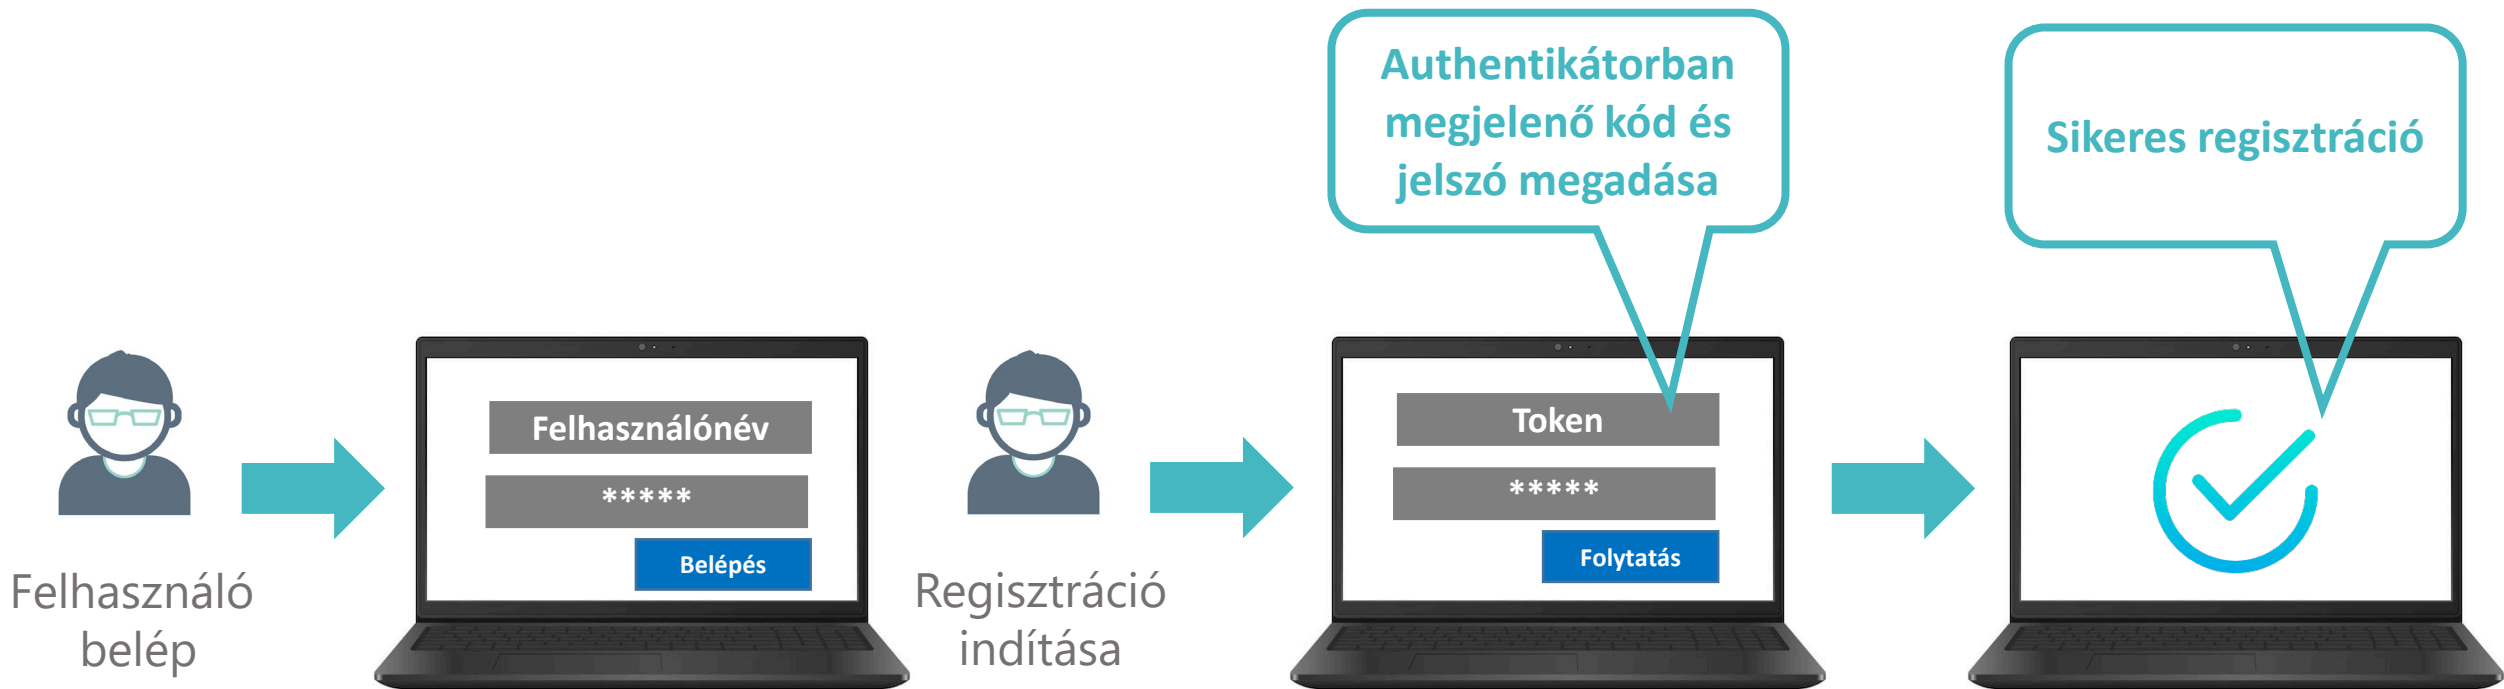 Felhasználó
belép
Felhasználónév
*****
Belépés
Regisztráció
indítása
Authentikátorban
megjelenő kód és
jelszó megadása
Token
*****
Folytatás
Sikeres regisztráció